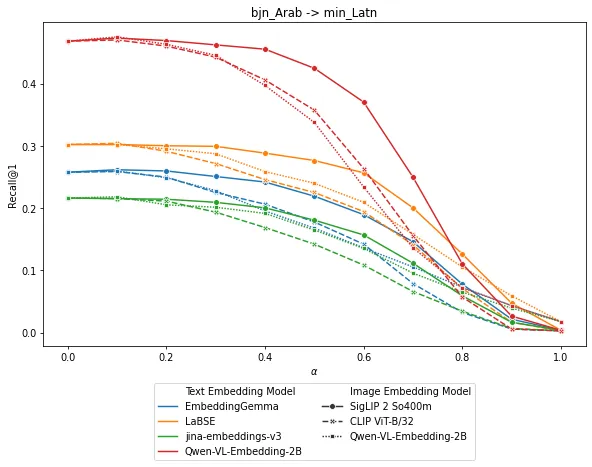 bjn_Arab -> min_Latn
Recall@1
0.4
0.3
0.2
0.1
0.0
0.0 0.2 0.4 0.6 0.8 1.0
α
Text Embedding Model
EmbeddingGemma
LaBSE
jina-embeddings-v3
Qwen-VL-Embedding-2B
Image Embedding Model
SigLIP 2 So400m
CLIP ViT-B/32
Qwen-VL-Embedding-2B